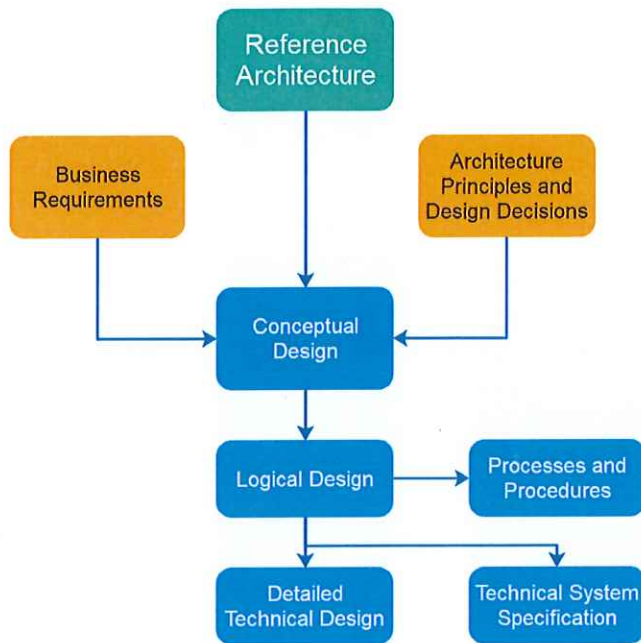 Reference
Architecture
Business
Requirements
Architecture
Principles and
Design Decisions
Conceptual
Design
Logical Design
Processes and
Procedures
Detailed
Technical Design
Technical System
Specification